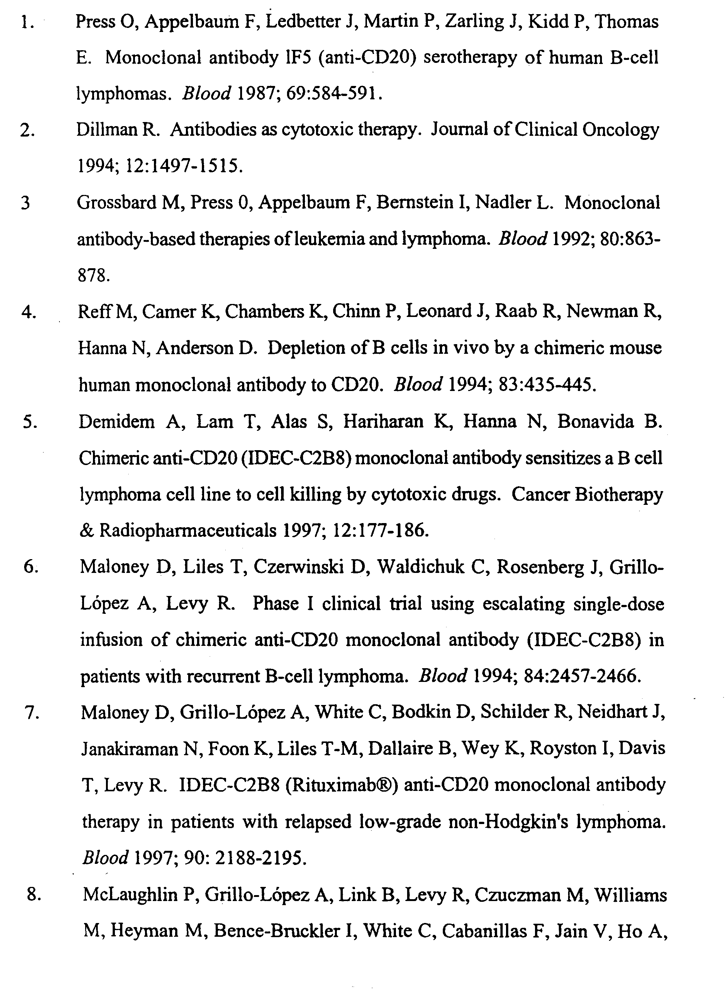 1. Press O, Appelbaum F, Ledbetter J, Martin P, Zarling J, Kidd P, Thomas
E. Monoclonal antibody lF5 (anti-CD20) serotherapy of human B-cell
lymphomas. Blood 1987; 69:584-591.
2. Dillman R. Antibodies as cytotoxic therapy. Journal of Clinical Oncology
1994; 12:1497-1515.
3 Grossbard M, Press 0, Appelbaum F, Bernstein I, Nadler L. Monoclonal
antibody-based therapies of leukemia and lymphoma. Blood 1992; 80:863-
878.
4. Reff M, Camer K, Chambers K, Chinn P, Leonard J, Raab R, Newman R,
Hanna N, Anderson D. Depletion of B cells in vivo by a chimeric mouse
human monoclonal antibody to CD20. Blood 1994; 83:435-445.
5. Demidem A, Lam T, Alas S, Hariharan K, Hanna N, Bonavida B.
Chimeric anti-CD20 (IDEC-C2B8) monoclonal antibody sensitizes a B cell
lymphoma cell line to cell killing by cytotoxic drugs. Cancer Biotherapy
& Radiopharmaceuticals 1997; 12:177-186.
6. Maloney D, Liles T, Czerwinski D, Waldichuk C, Rosenberg J, Grillo-
López A, Levy R. Phase I clinical trial using escalating single-dose
infusion of chimeric anti-CD20 monoclonal antibody (IDEC-C2B8) in
patients with recurrent B-cell lymphoma. Blood 1994; 84:2457-2466.
7. Maloney D, Grillo-López A, White C, Bodkin D, Schilder R, Neidhart J,
Janakiraman N, Foon K, Liles T-M, Dallaire B, Wey K, Royston I, Davis
T, Levy R. IDEC-C2B8 (Rituximab®) anti-CD20 monoclonal antibody
therapy in patients with relapsed low-grade non-Hodgkin's lymphoma.
Blood 1997; 90: 2188-2195.
8. McLaughlin P, Grillo-López A, Link B, Levy R, Czuczman M, Williams
M, Heyman M, Bence-Bruckler I, White C, Cabanillas F, Jain V, Ho A,